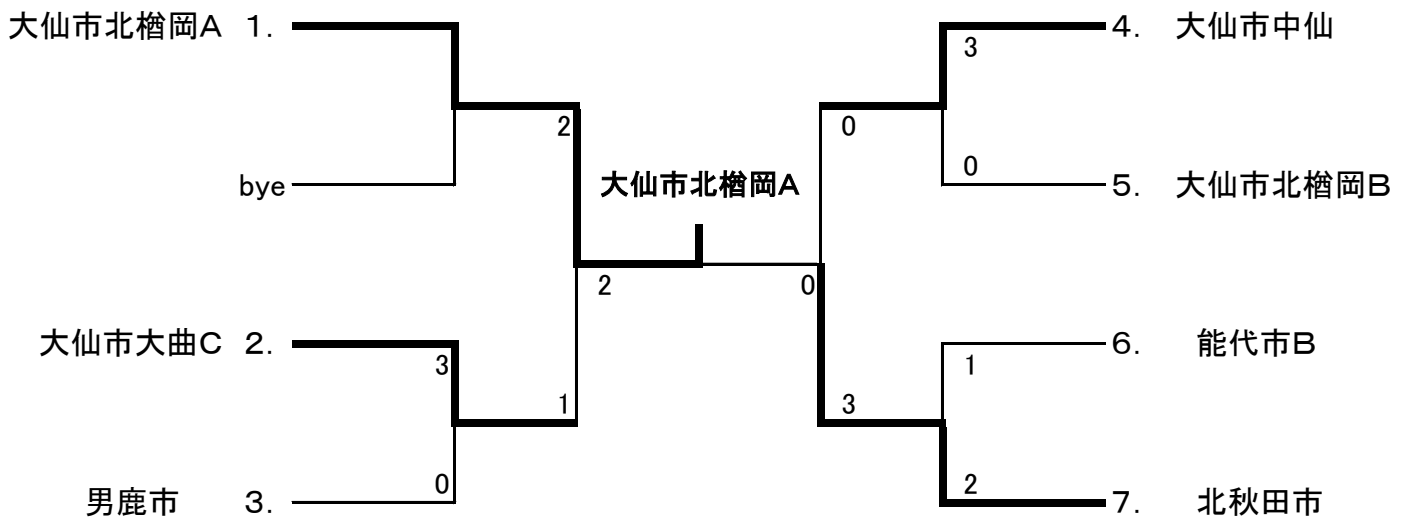 大仙市北楢岡A 1.
4. 大仙市中仙
3
2
0
bye
大仙市北楢岡A
0
5. 大仙市北楢岡B
2
0
大仙市大曲C 2.
6. 能代市B
3
1
1
3
男鹿市 3.
0
2
7. 北秋田市